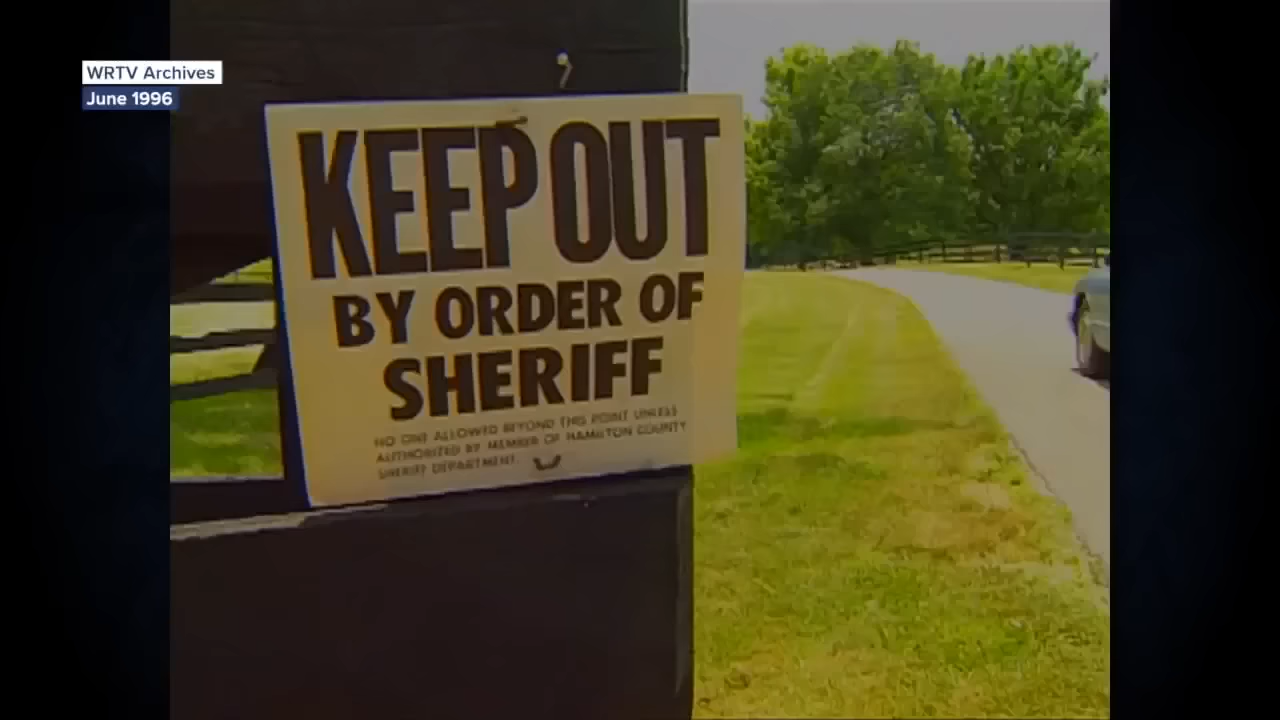 WRTV Archives
June 1996
KEEP OUT
BY ORDER OF
SHERIFF
NO ONE ALLOWED BEYOND THIS POINT UNLESS
AUTHORIZED BY MEMBER OF HAMILTON COUNTY
SHERIFF DEPARTMENT.